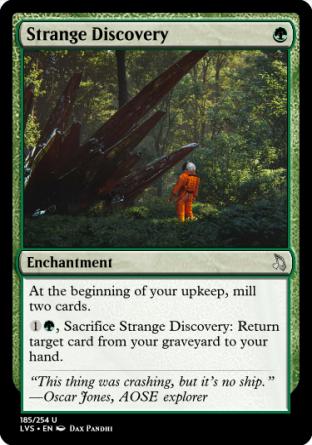 Strange Discovery
Enchantment
At the beginning of your upkeep, mill
two cards.
1, Sacrifice Strange Discovery: Return
target card from your graveyard to your
hand.
"This thing was crashing, but it's no ship."
—Oscar Jones, AOSE explorer
185/254 U
LVS • EN Dax Pandhi